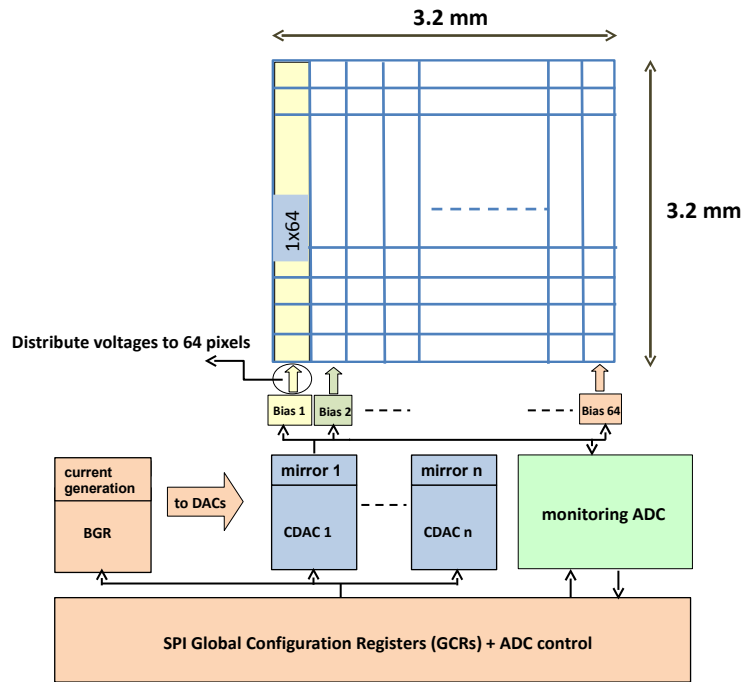 3.2 mm
3.2 mm
1x64
Distribute voltages to 64 pixels
Bias 1
Bias 2
Bias 64
current
generation
BGR
to DACs
mirror 1
CDAC 1
mirror n
CDAC n
monitoring ADC
SPI Global Configuration Registers (GCRs) + ADC control